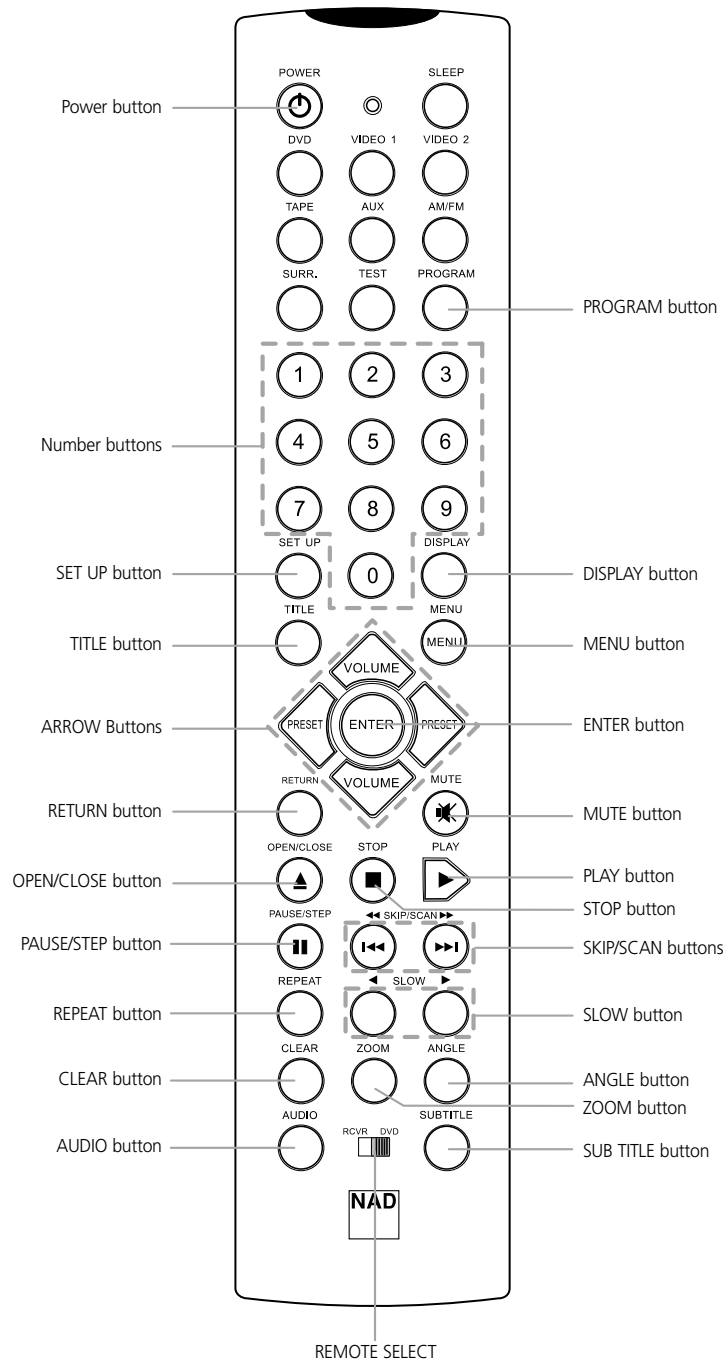 POWER SLEEP
Power button
DVD VIDEO 1 VIDEO 2
TAPE AUX AM/FM
SURR. TEST PROGRAM
PROGRAM button
1 2 3
Number buttons
4 5 6
7 8 9
SET UP DISPLAY
SET UP button
0
DISPLAY button
TITLE MENU
TITLE button
MENU
MENU button
VOLUME
ARROW Buttons
PRESET ENTER PRESET
ENTER button
VOLUME
RETURN MUTE
RETURN button
MUTE button
OPEN/CLOSE STOP PLAY
OPEN/CLOSE button
PLAY button
STOP button
PAUSE/STEP SKIP/SCAN
PAUSE/STEP button
SKIP/SCAN buttons
REPEAT SLOW
REPEAT button
SLOW button
CLEAR ZOOM ANGLE
CLEAR button
ANGLE button
ZOOM button
AUDIO SUBTITLE
AUDIO button
RCVR DVD
SUB TITLE button
NAD
REMOTE SELECT